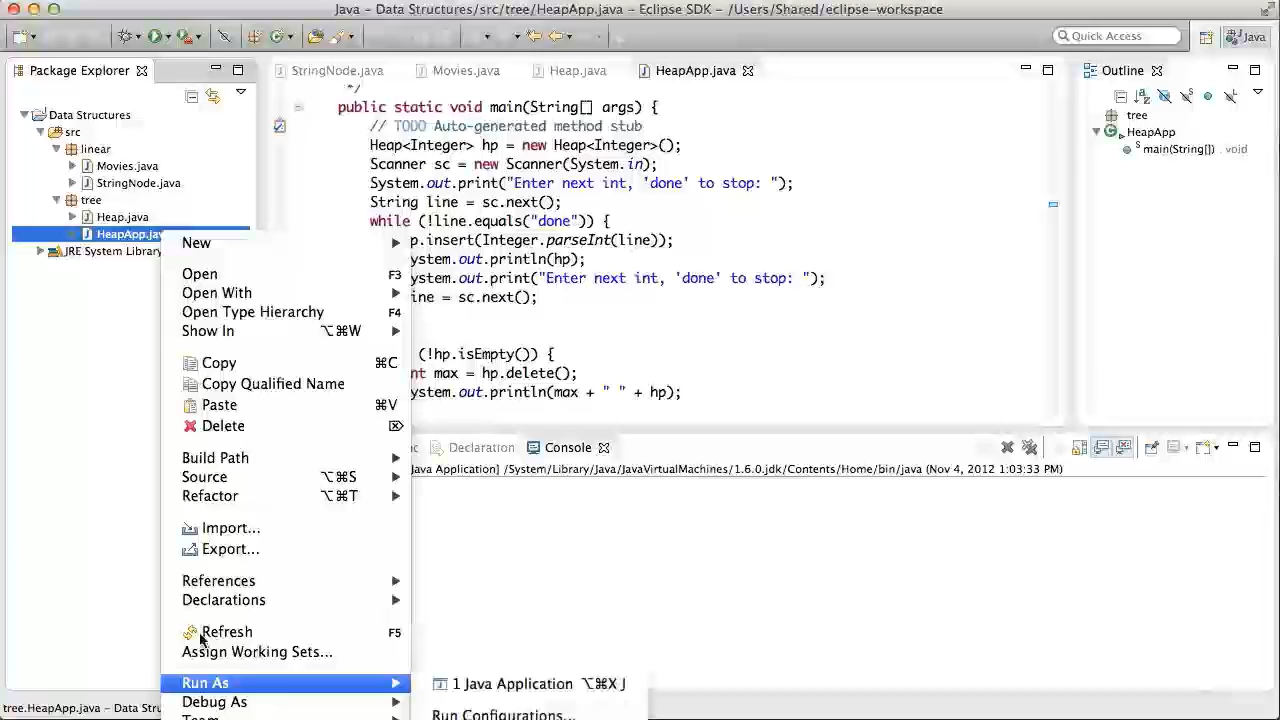 Java – Data Structures/src/tree/HeapApp.java – Eclipse SDK – /Users/Shared/eclipse-workspace
Quick Access
Java
Package Explorer
StringNode.java
Movies.java
Heap.java
HeapApp.java
Outline
Data Structures
src
linear
Movies.java
StringNode.java
tree
Heap.java
HeapApp.jav
JRE System Library
*/
public static void main(String[] args) {
// TODO Auto-generated method stub
Heap<Integer> hp = new Heap<Integer>();
Scanner sc = new Scanner(System.in);
System.out.print("Enter next int, 'done' to stop: ");
String line = sc.next();
while (!line.equals("done")) {
p.insert(Integer.parseInt(line));
ystem.out.println(hp);
ystem.out.print("Enter next int, 'done' to stop: ");
ine = sc.next();
(!hp.isEmpty()) {
nt max = hp.delete();
ystem.out.println(max + " " + hp);
tree
HeapApp
S main(String[]) : void
New
Open F3
Open With
Open Type Hierarchy F4
Show In ⌥⌘W
Copy ⌘C
Copy Qualified Name
Paste ⌘V
Delete ⌦
Build Path
Source ⌥⌘S
Refactor ⌥⌘T
Import...
Export...
References
Declarations
Refresh F5
Assign Working Sets...
Run As
Debug As
1 Java Application ⌥⌘X J
Run Configurations...
Declaration
Console
Java Application] /System/Library/Java/JavaVirtualMachines/1.6.0.jdk/Contents/Home/bin/java (Nov 4, 2012 1:03:33 PM)
tree.HeapApp.java – Data Stru